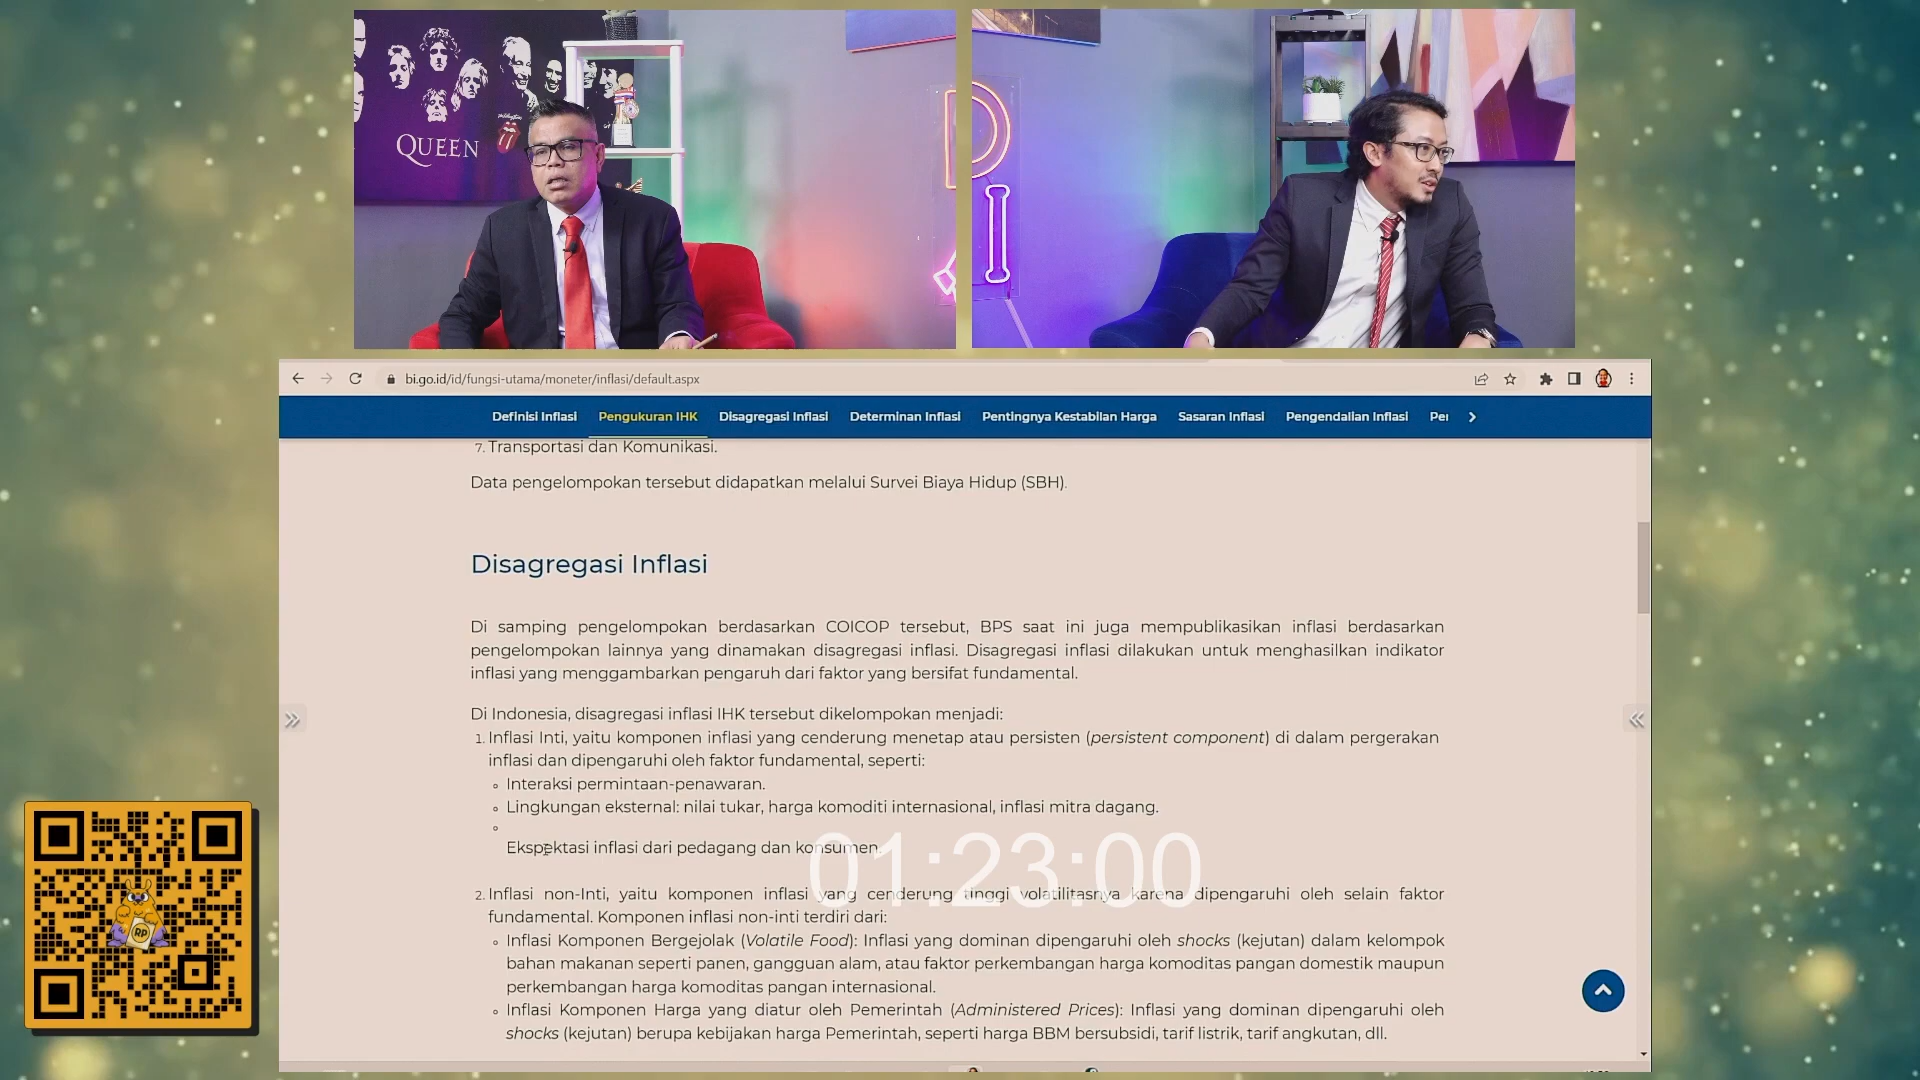 QUEEN
bi.go.id/id/fungsi-utama/moneter/inflasi/default.aspx
Definisi Inflasi Pengukuran IHK Disagregasi Inflasi Determinan Inflasi Pentingnya Kestabilan Harga Sasaran Inflasi Pengendalian Inflasi
7. Transportasi dan Komunikasi.
Data pengelompokan tersebut didapatkan melalui Survei Biaya Hidup (SBH).
Disagregasi Inflasi
Di samping pengelompokan berdasarkan COICOP tersebut, BPS saat ini juga mempublikasikan inflasi berdasarkan
pengelompokan lainnya yang dinamakan disagregasi inflasi. Disagregasi inflasi dilakukan untuk menghasilkan indikator
inflasi yang menggambarkan pengaruh dari faktor yang bersifat fundamental.
Di Indonesia, disagregasi inflasi IHK tersebut dikelompokan menjadi:
1. Inflasi Inti, yaitu komponen inflasi yang cenderung menetap atau persisten (persistent component) di dalam pergerakan
inflasi dan dipengaruhi oleh faktor fundamental, seperti:
Interaksi permintaan-penawaran.
Lingkungan eksternal: nilai tukar, harga komoditi internasional, inflasi mitra dagang.
Ekspektasi inflasi dari pedagang dan konsumen.
01:23:00
2. Inflasi non-Inti, yaitu komponen inflasi yang cenderung tinggi volatilitasnya karena dipengaruhi oleh selain faktor
fundamental. Komponen inflasi non-inti terdiri dari:
Inflasi Komponen Bergejolak (Volatile Food): Inflasi yang dominan dipengaruhi oleh shocks (kejutan) dalam kelompok
bahan makanan seperti panen, gangguan alam, atau faktor perkembangan harga komoditas pangan domestik maupun
perkembangan harga komoditas pangan internasional.
Inflasi Komponen Harga yang diatur oleh Pemerintah (Administered Prices): Inflasi yang dominan dipengaruhi oleh
shocks (kejutan) berupa kebijakan harga Pemerintah, seperti harga BBM bersubsidi, tarif listrik, tarif angkutan, dll.
RP